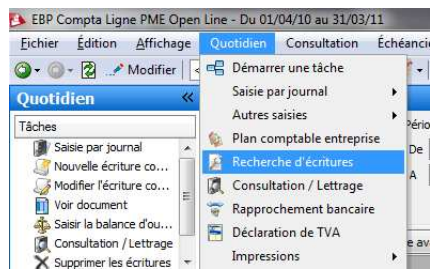 EBP Compta Ligne PME Open Line - Du 01/04/10 au 31/03/11
Fichier Édition Affichage Quotidien Consultation Échéanci
Modifier
Démarrer une tâche
Quotidien «
Saisie par journal
Tâches
Autres saisies
Pério
Saisie par journal
Plan comptable entreprise
De
Nouvelle écriture co...
Recherche d'écritures
A
Modifier l'écriture co...
Consultation / Lettrage
Voir document
Rapprochement bancaire
Saisir la balance d'ou...
Déclaration de TVA
Consultation / Lettrage
e av
Supprimer les écritures
Impressions